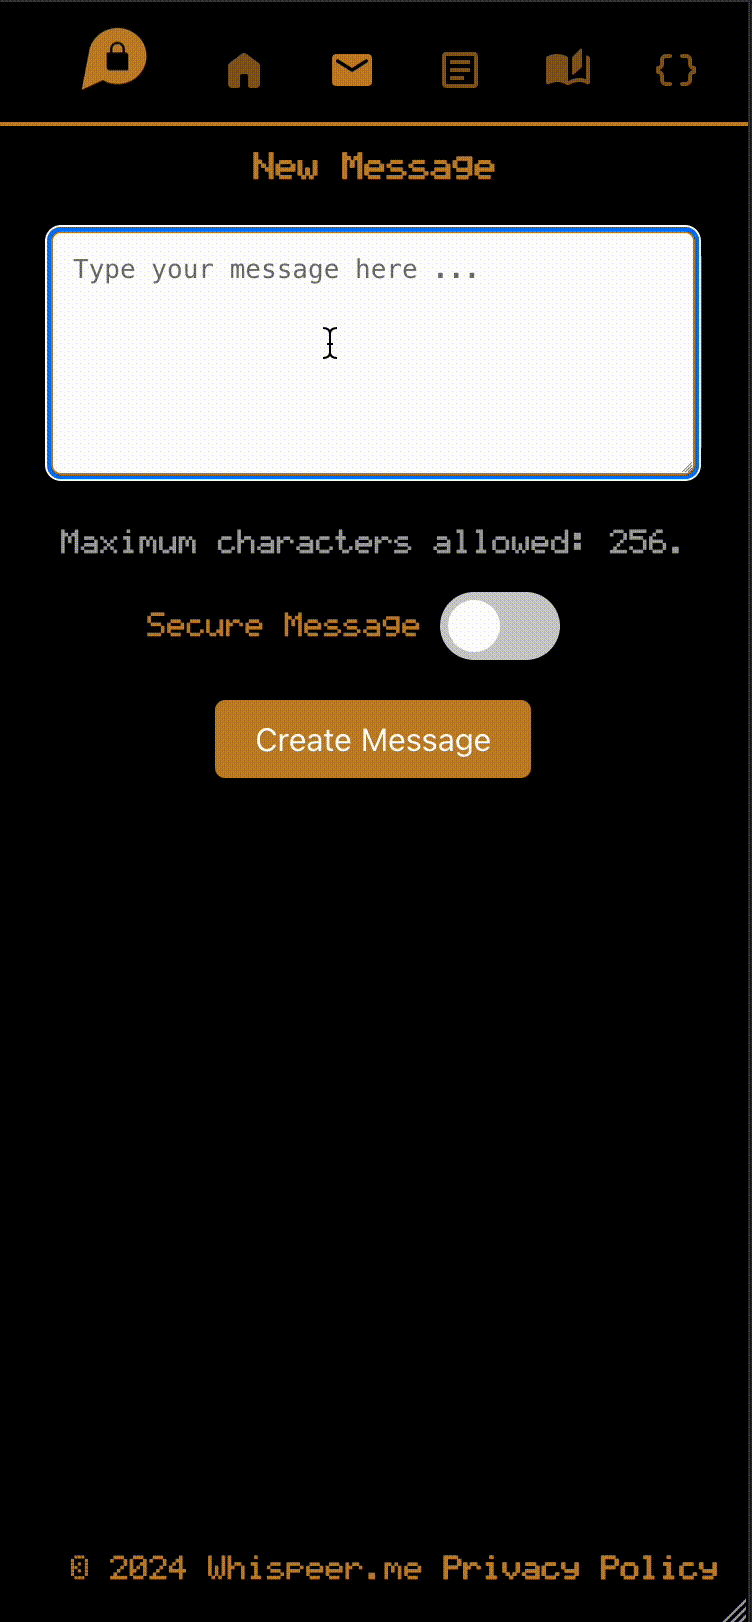 New Message
Type your message here ...
Maximum characters allowed: 256.
Secure Message
Create Message
© 2024 Whispeer.me Privacy Policy